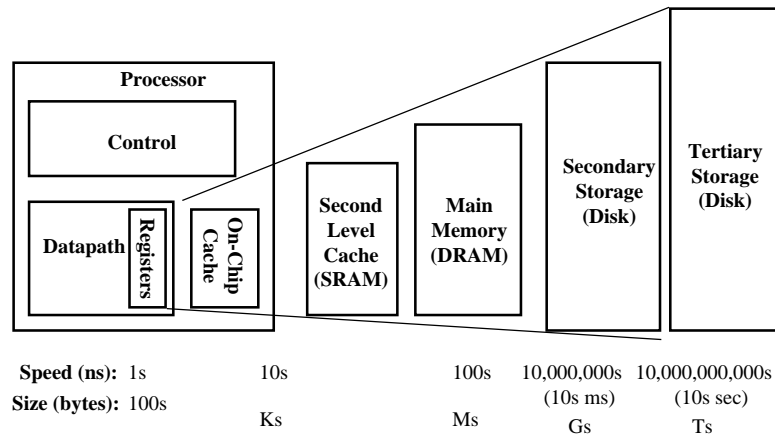 Processor
Control
Datapath
Registers
On-Chip
Cache
Second
Level
Cache
(SRAM)
Main
Memory
(DRAM)
Secondary
Storage
(Disk)
Tertiary
Storage
(Disk)
Speed (ns): 1s 10s 100s 10,000,000s 10,000,000,000s
(10s ms) (10s sec)
Size (bytes): 100s
Ks Ms Gs Ts